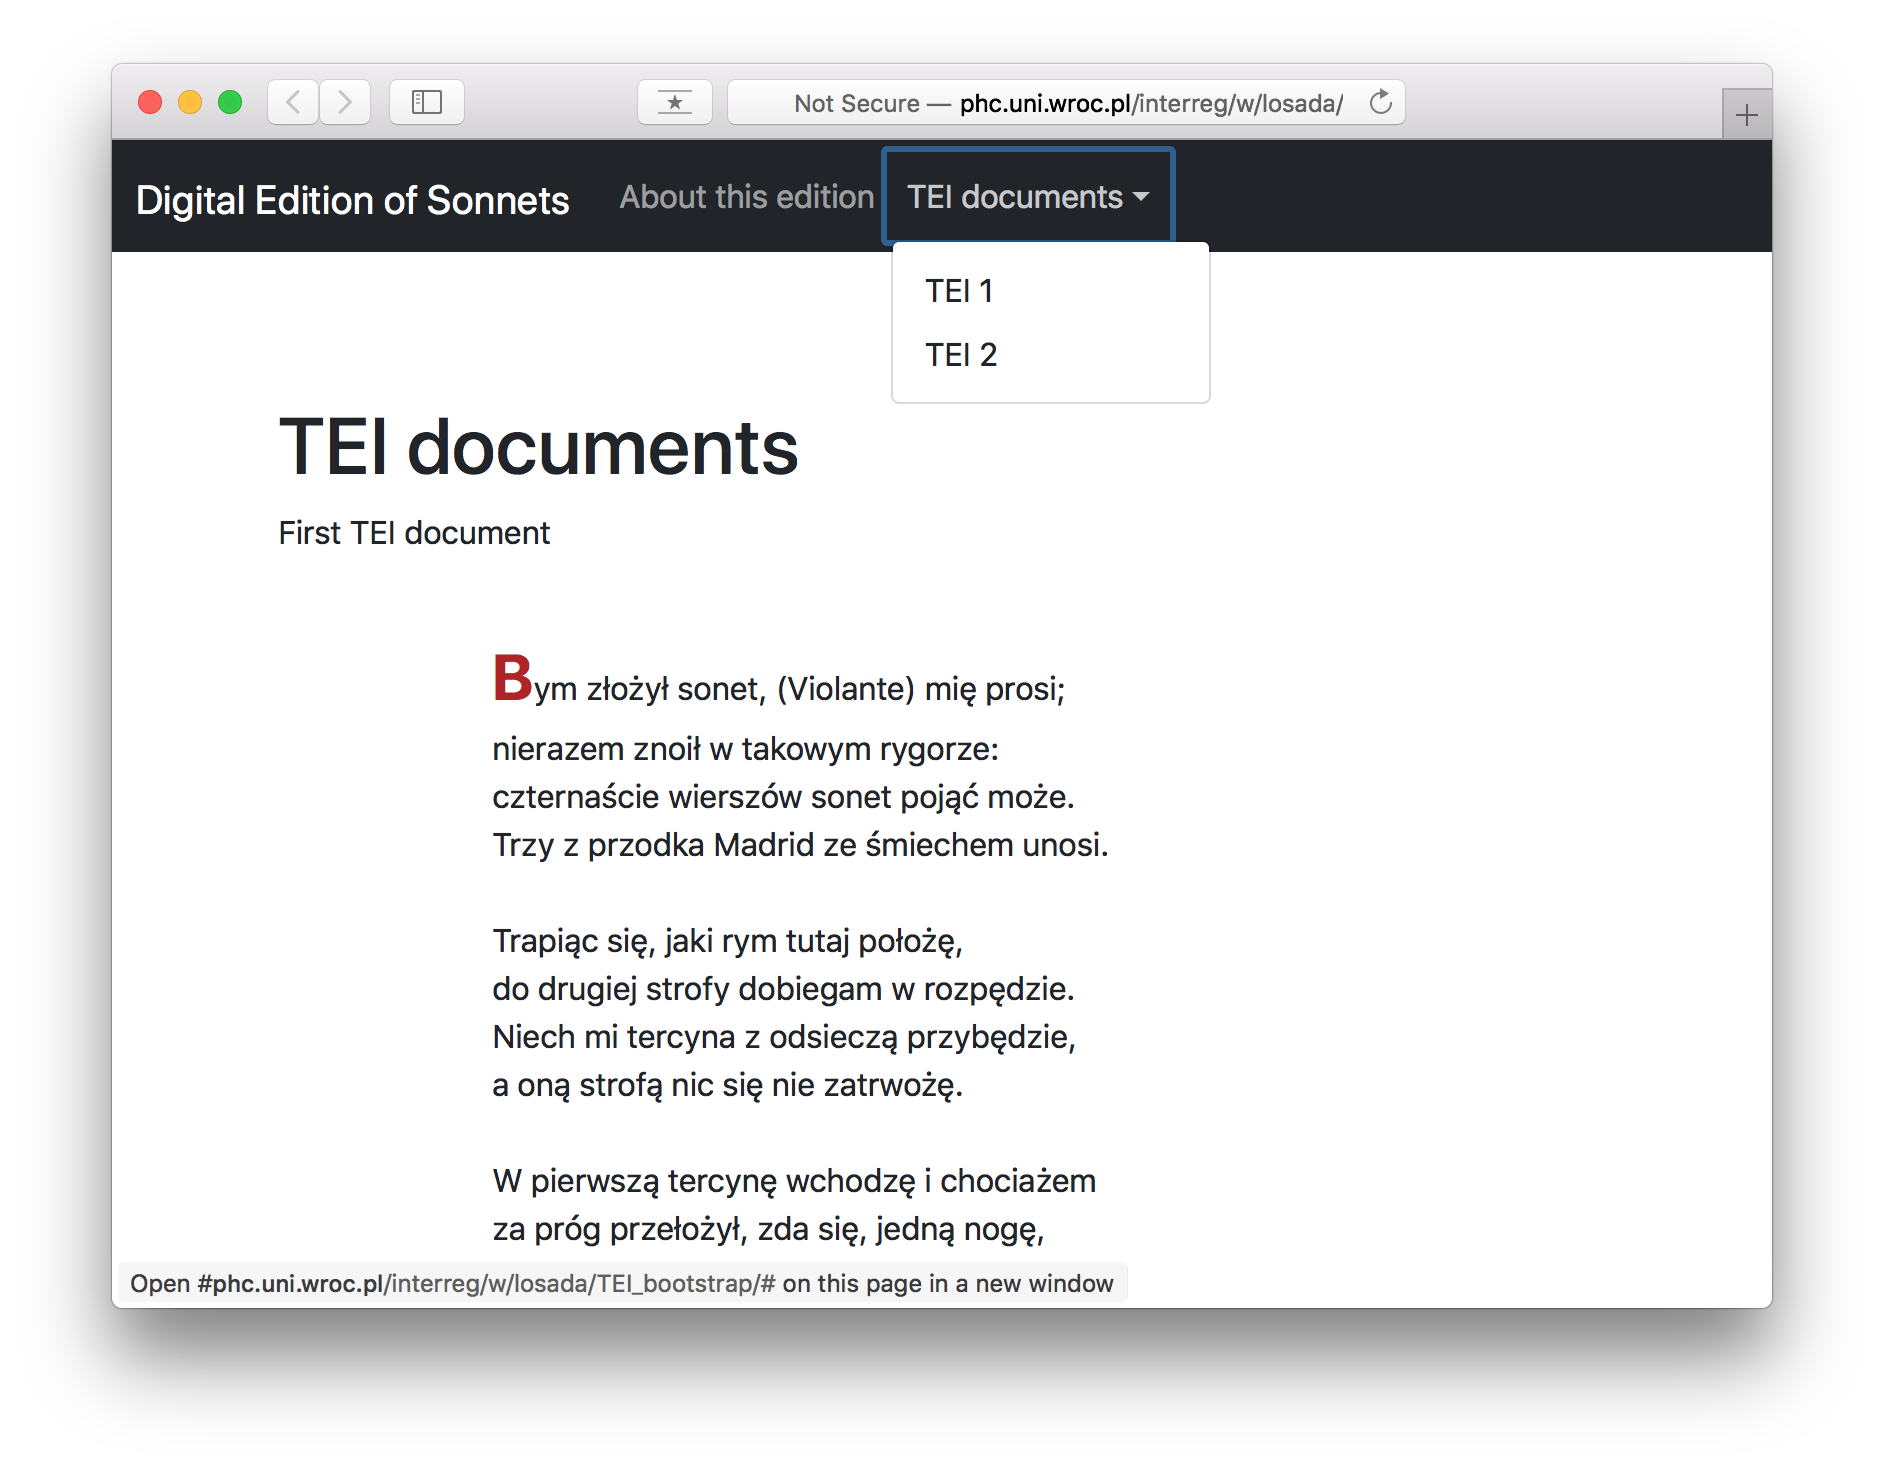 Not Secure — phc.uni.wroc.pl/interreg/w/losada/
Digital Edition of Sonnets About this edition TEI documents
TEI 1
TEI 2
TEI documents
First TEI document
Bym złożył sonet, (Violante) mię prosi;
nierazem znoił w takowym rygorze:
czternaście wierszów sonet pojąć może.
Trzy z przodka Madrid ze śmiechem unosi.
Trapiąc się, jaki rym tutaj położę,
do drugiej strofy dobiegam w rozpędzie.
Niech mi tercyna z odsieczą przybędzie,
a oną strofą nic się nie zatrwożę.
W pierwszą tercynę wchodzę i chociażem
za próg przełożył, zda się, jedną nogę,
Open #phc.uni.wroc.pl/interreg/w/losada/TEI_bootstrap/# on this page in a new window